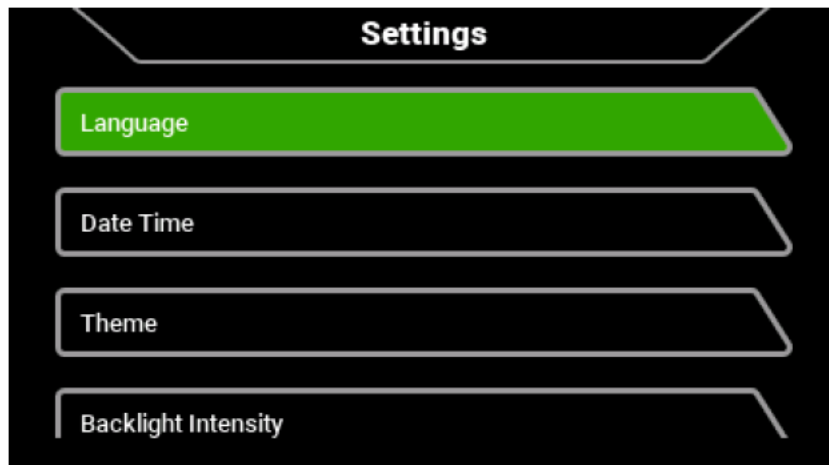 Settings
Language
Date Time
Theme
Backlight Intensity